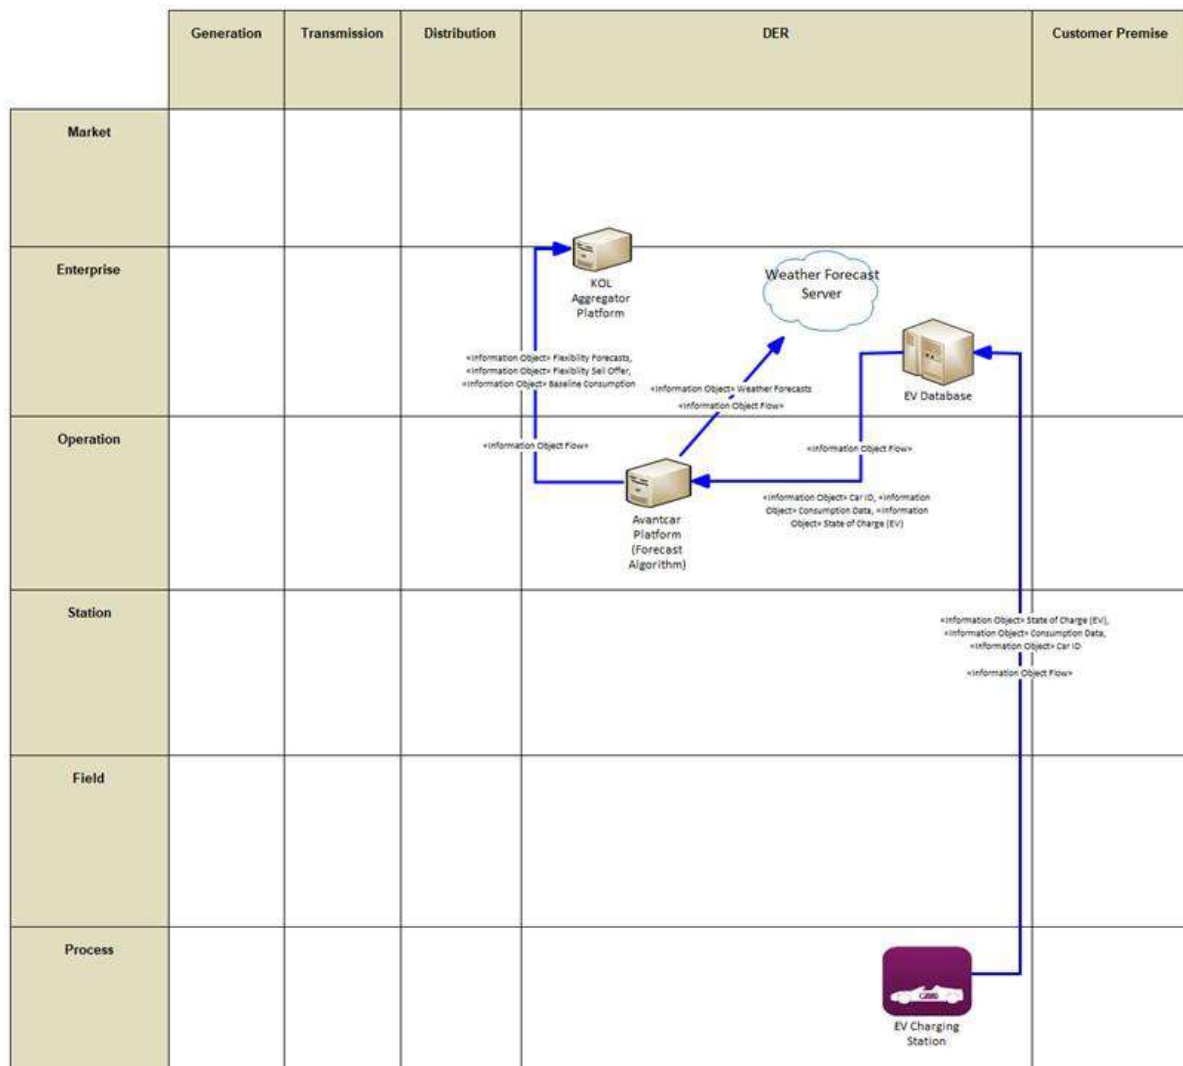 Generation
Transmission
Distribution
DER
Customer Premise
Market
Enterprise
KOL
Aggregator
Platform
Weather Forecast
Server
EV Database
«Information Object» Flexibility Forecasts,
«Information Object» Flexibility Sell Offer,
«Information Object» Baseline Consumption
«Information Object» Weather Forecasts
«Information Object Flow»
Operation
«Information Object Flow»
«Information Object Flow»
Avantcar
Platform
(Forecast
Algorithm)
«Information Object» Car ID, «Information
Object» Consumption Data, «Information
Object» State of Charge (EV)
Station
«Information Object» State of Charge (EV),
«Information Object» Consumption Data,
«Information Object» Car ID
«Information Object Flow»
Field
Process
EV Charging
Station